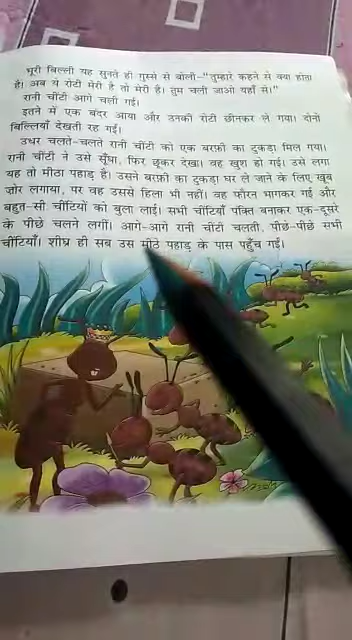 भूरी बिल्ली यह सुनते ही गुस्से से बोली–“तुम्हारे कहने से क्या होता
है। अब ये रोटी मेरी है तो मेरी है। तुम चली जाओ यहाँ से।”
रानी चींटी आगे चली गई।
इतने में एक बंदर आया और उनकी रोटी छीनकर ले गया। दोनों
बिल्लियाँ देखती रह गईं।
उधर चलते-चलते रानी चींटी को एक बरफ़ी का टुकड़ा मिल गया।
रानी चींटी ने उसे सूँघा, फिर छूकर देखा। वह खुश हो गई। उसे लगा
यह तो मीठा पहाड़ है। उसने बरफ़ी का टुकड़ा घर ले जाने के लिए खूब
ज़ोर लगाया, पर वह उससे हिला भी नहीं। वह फौरन भागकर गई और
बहुत-सी चींटियों को बुला लाई। सभी चींटियाँ पंक्ति बनाकर एक-दूसरे
के पीछे चलने लगीं। आगे-आगे रानी चींटी चलती, पीछे-पीछे सभी
चींटियाँ। शीघ्र ही सब उस मीठे पहाड़ के पास पहुँच गईं।